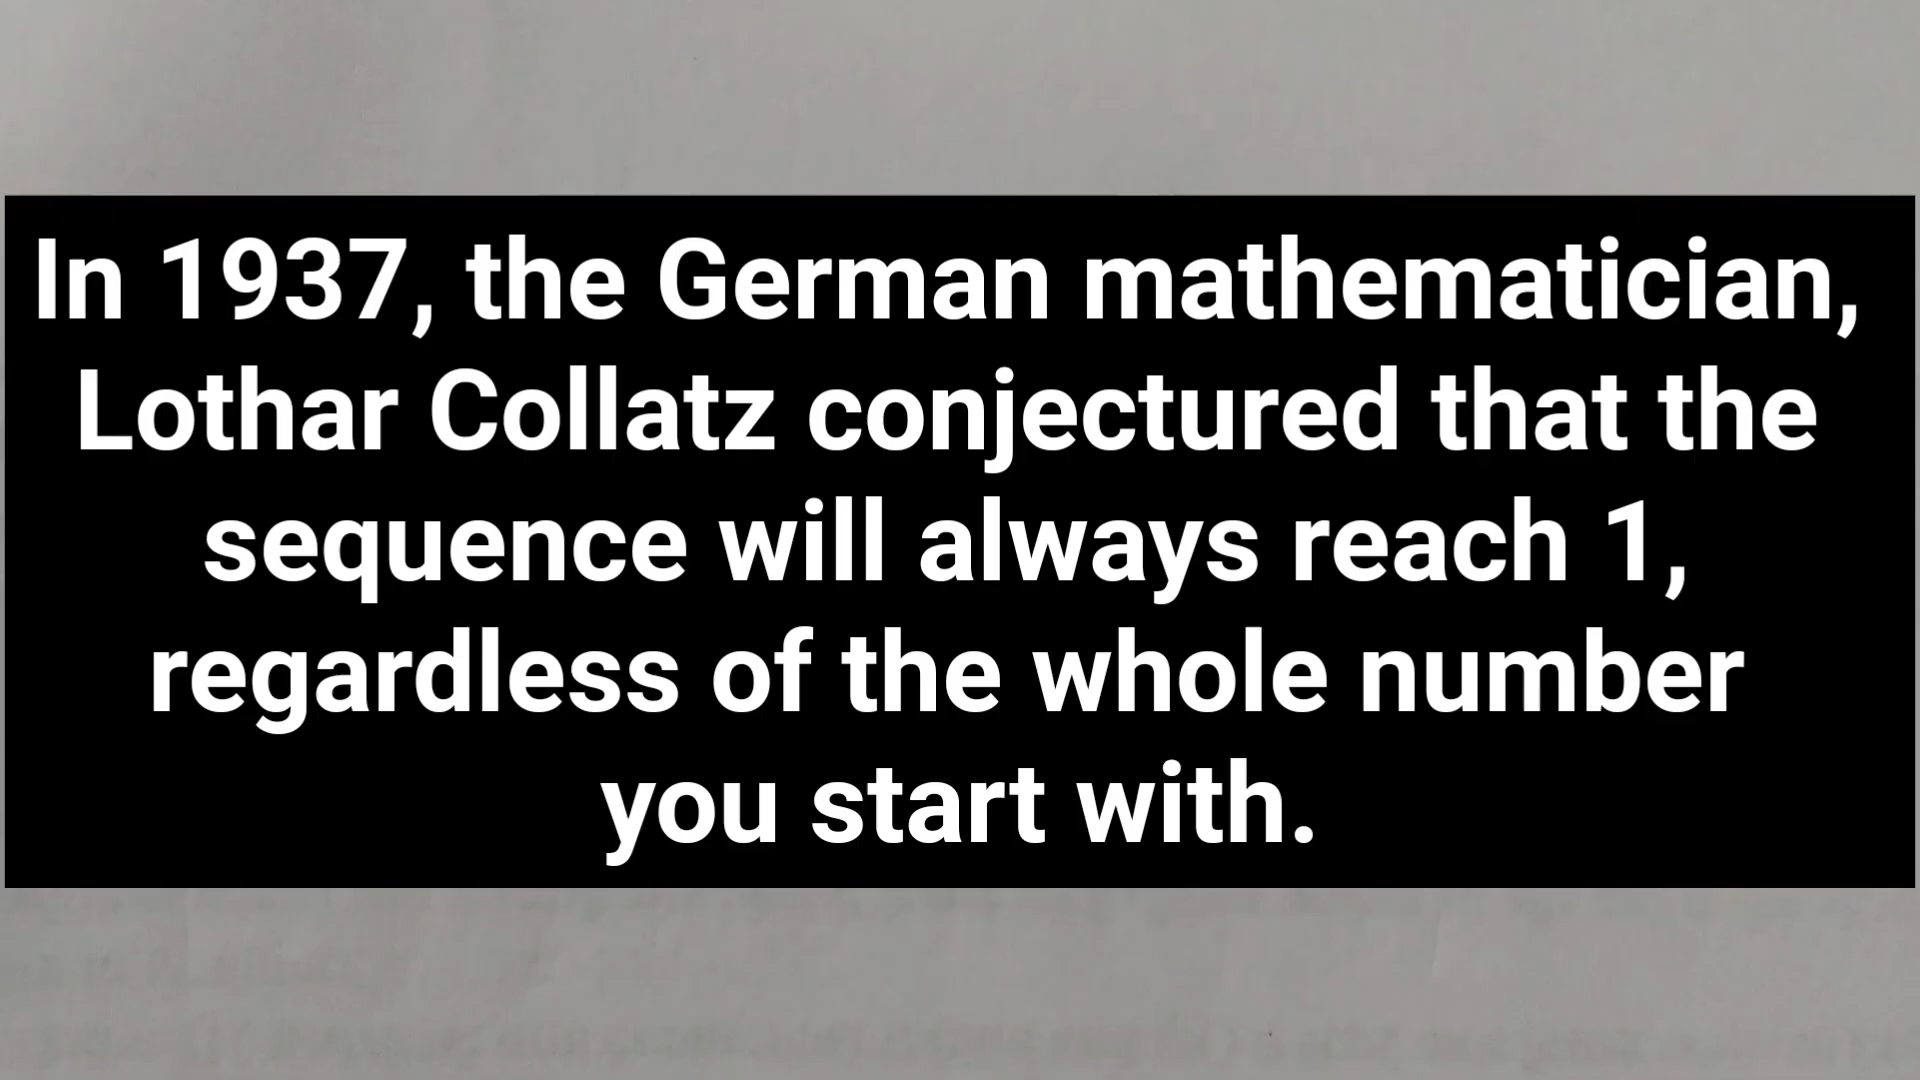 In 1937, the German mathematician,
Lothar Collatz conjectured that the
sequence will always reach 1,
regardless of the whole number
you start with.